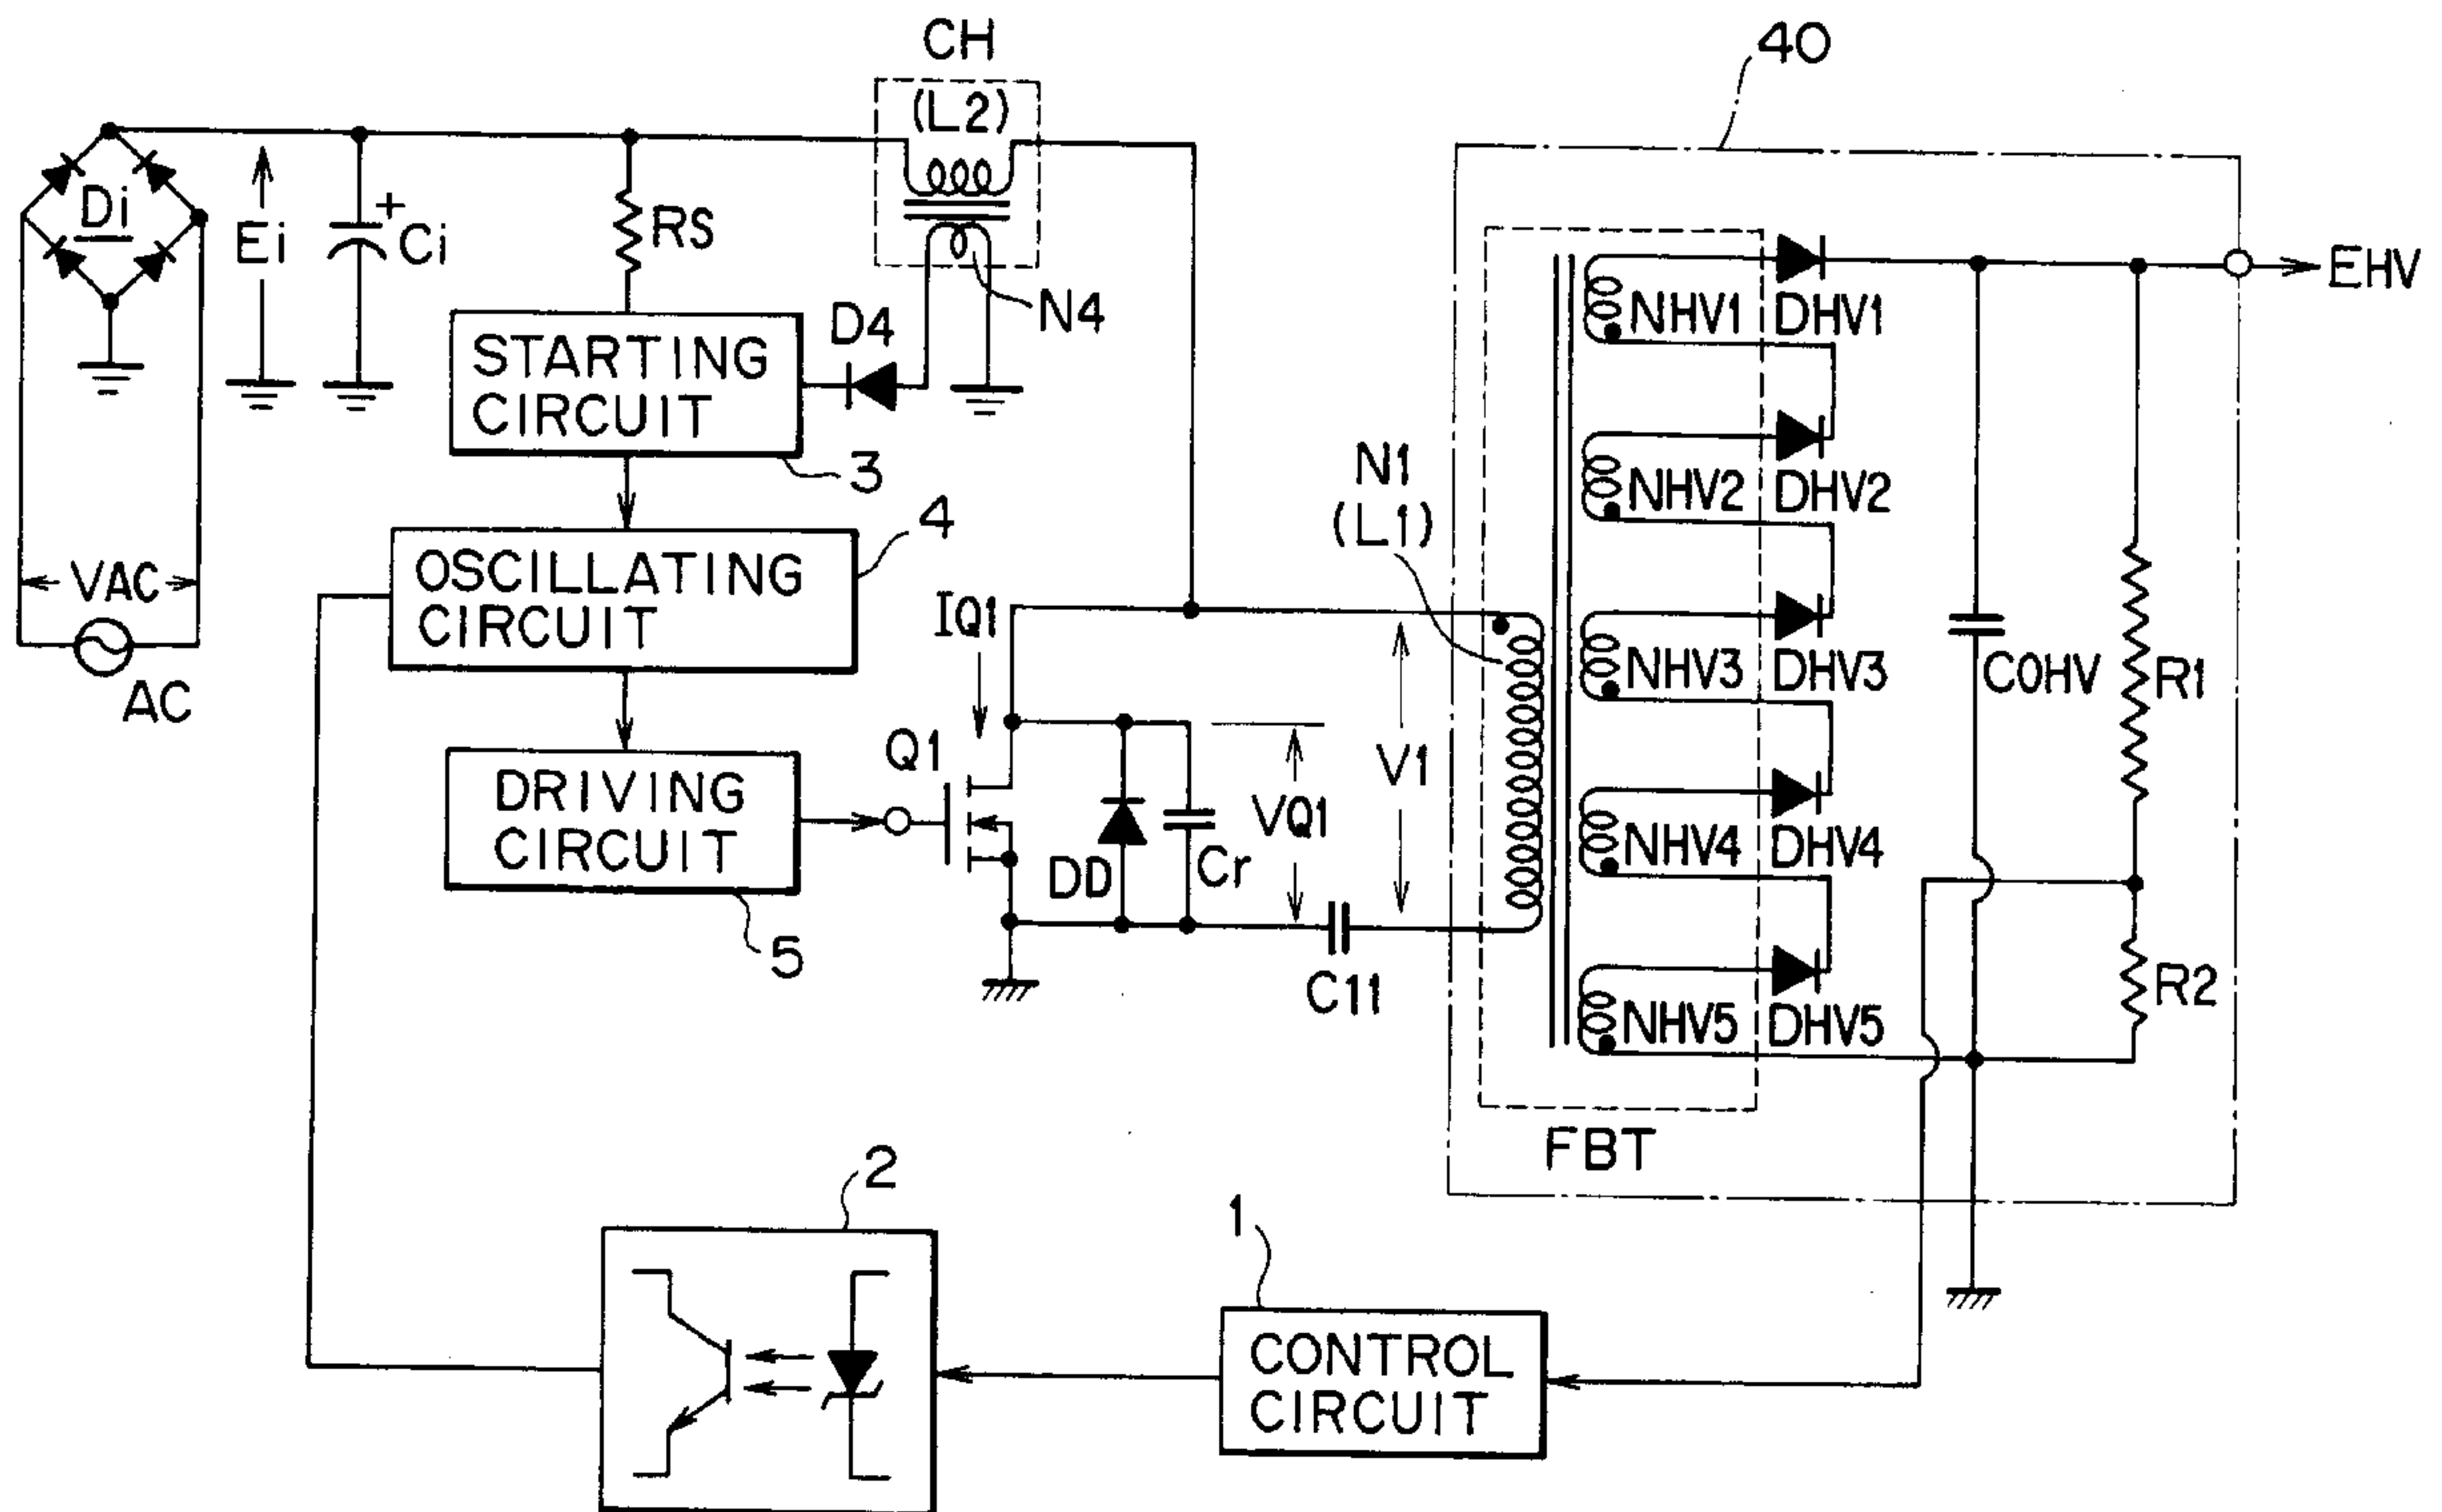 CH
(L2)
40
Di
Ei
+
Ci
RS
N4
D4
STARTING
CIRCUIT
3
EHV
NHV1
DHV1
NHV2
DHV2
NHV3
DHV3
NHV4
DHV4
NHV5
DHV5
N1
(L1)
4
OSCILLATING
CIRCUIT
VAC
AC
IQ1
Q1
DRIVING
CIRCUIT
5
DD
Cr
VQ1
V1
C11
COHV
R1
R2
FBT
2
1
CONTROL
CIRCUIT